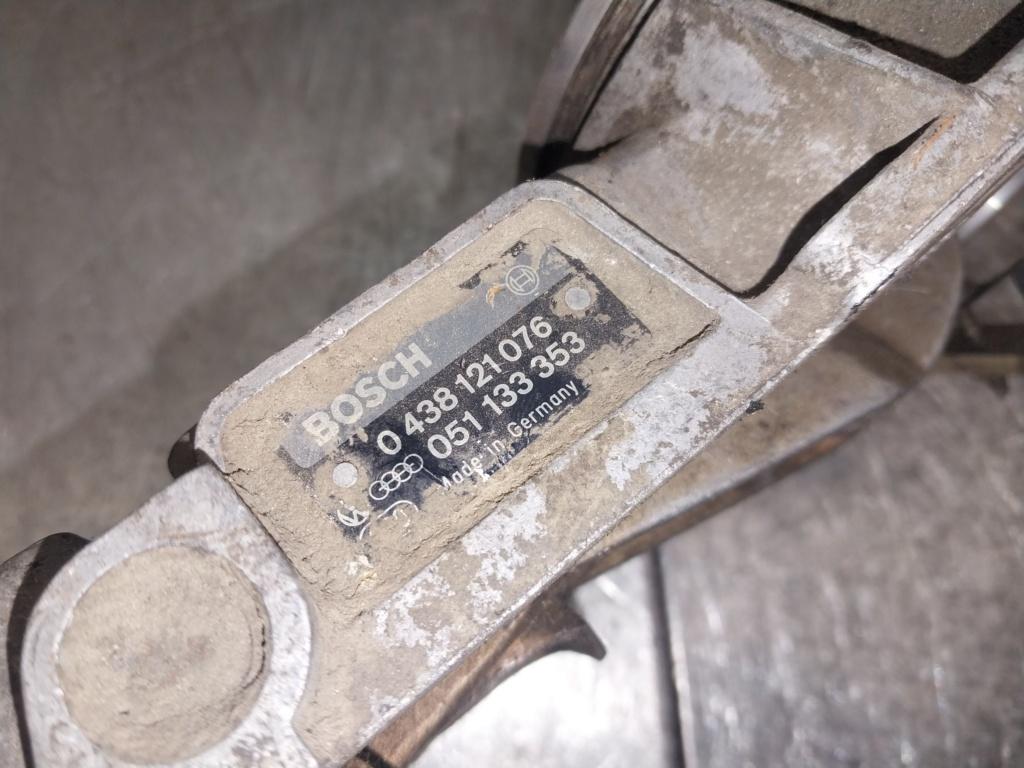 BOSCH
0 438 121 076
051 133 353
Made in Germany